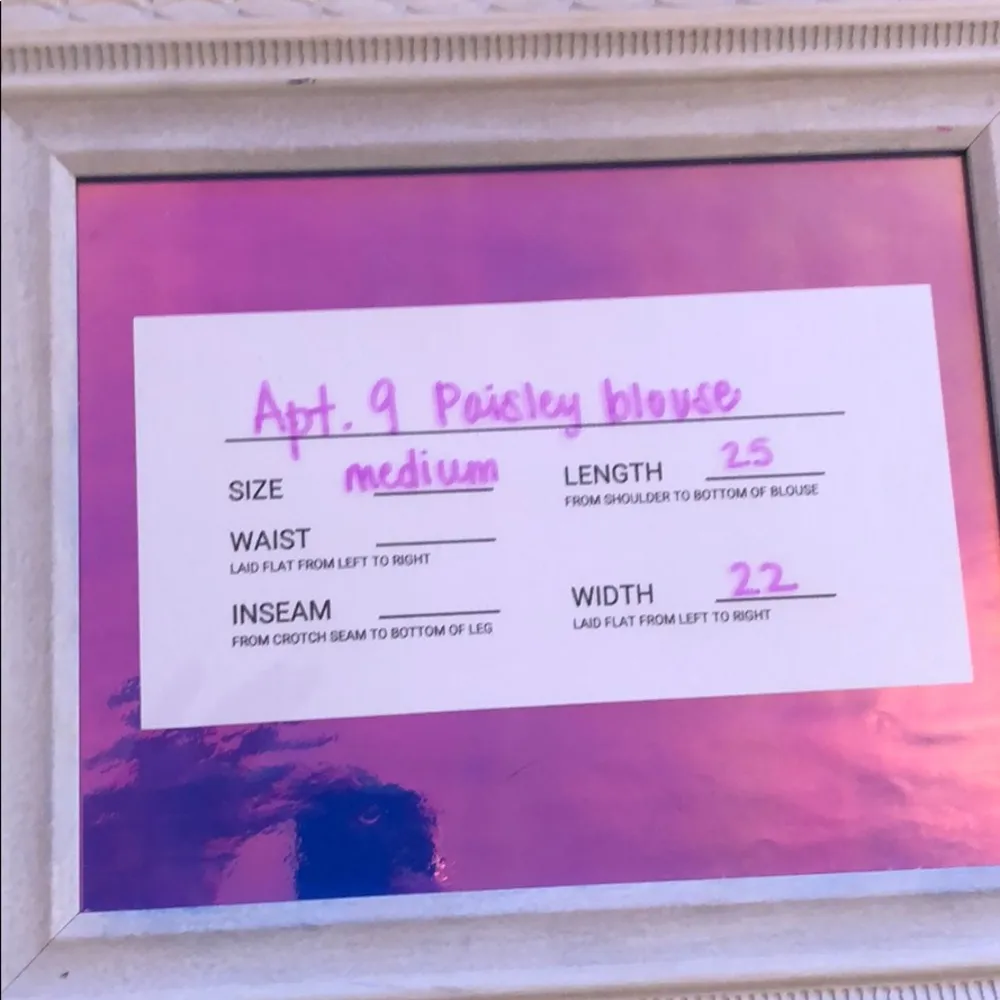 Apt. 9 Paisley blouse
SIZE medium
LENGTH 25
FROM SHOULDER TO BOTTOM OF BLOUSE
WAIST
LAID FLAT FROM LEFT TO RIGHT
INSEAM
FROM CROTCH SEAM TO BOTTOM OF LEG
WIDTH 22
LAID FLAT FROM LEFT TO RIGHT